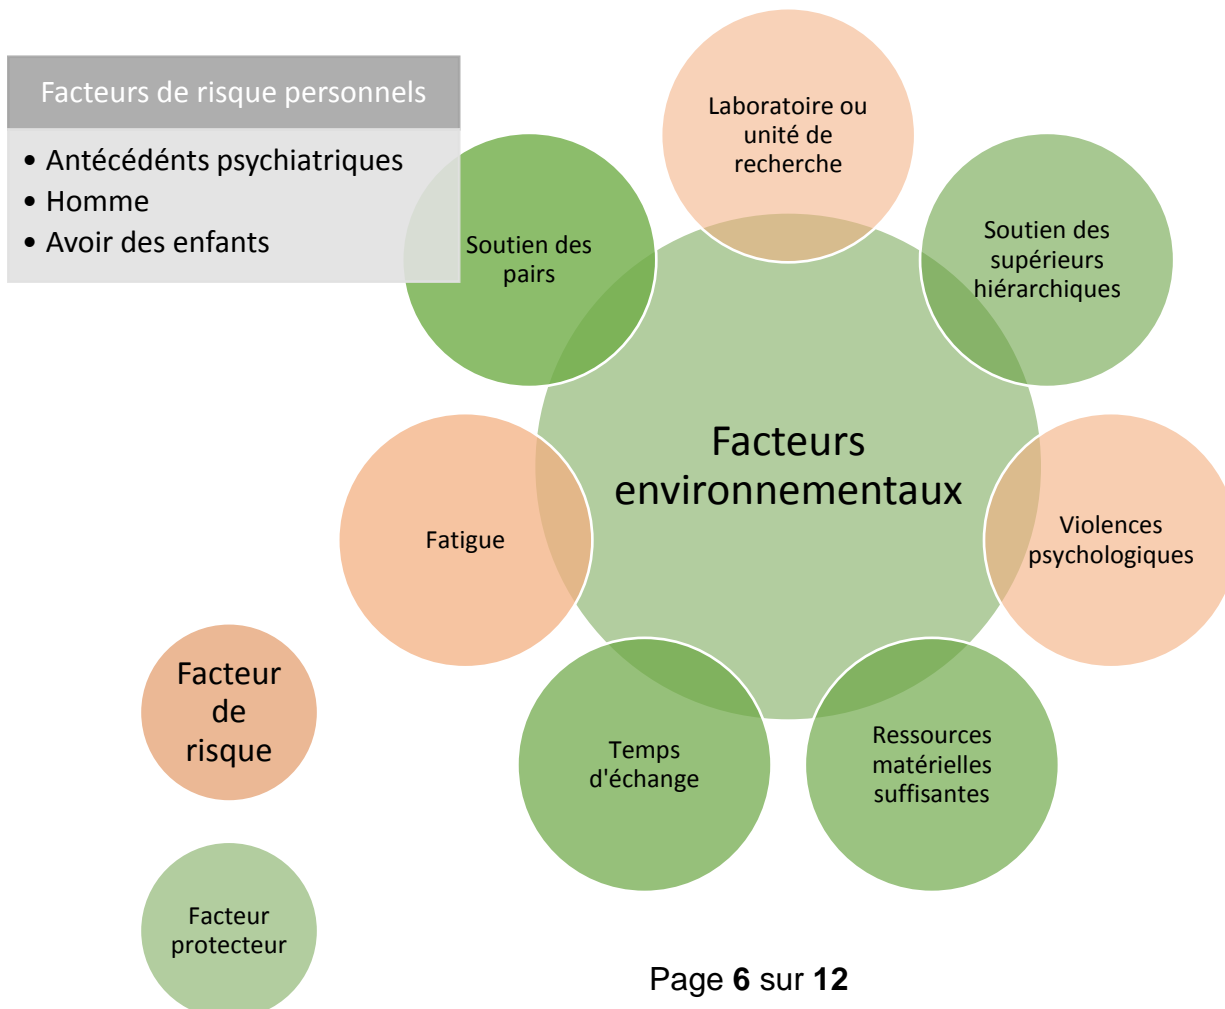 Facteurs de risque personnels
• Antécédénts psychiatriques
• Homme
• Avoir des enfants
Laboratoire ou
unité de
recherche
Soutien des
pairs
Soutien des
supérieurs
hiérarchiques
Facteurs
environnementaux
Fatigue
Violences
psychologiques
Temps
d'échange
Ressources
matérielles
suffisantes
Facteur
de
risque
Facteur
protecteur
Page 6 sur 12